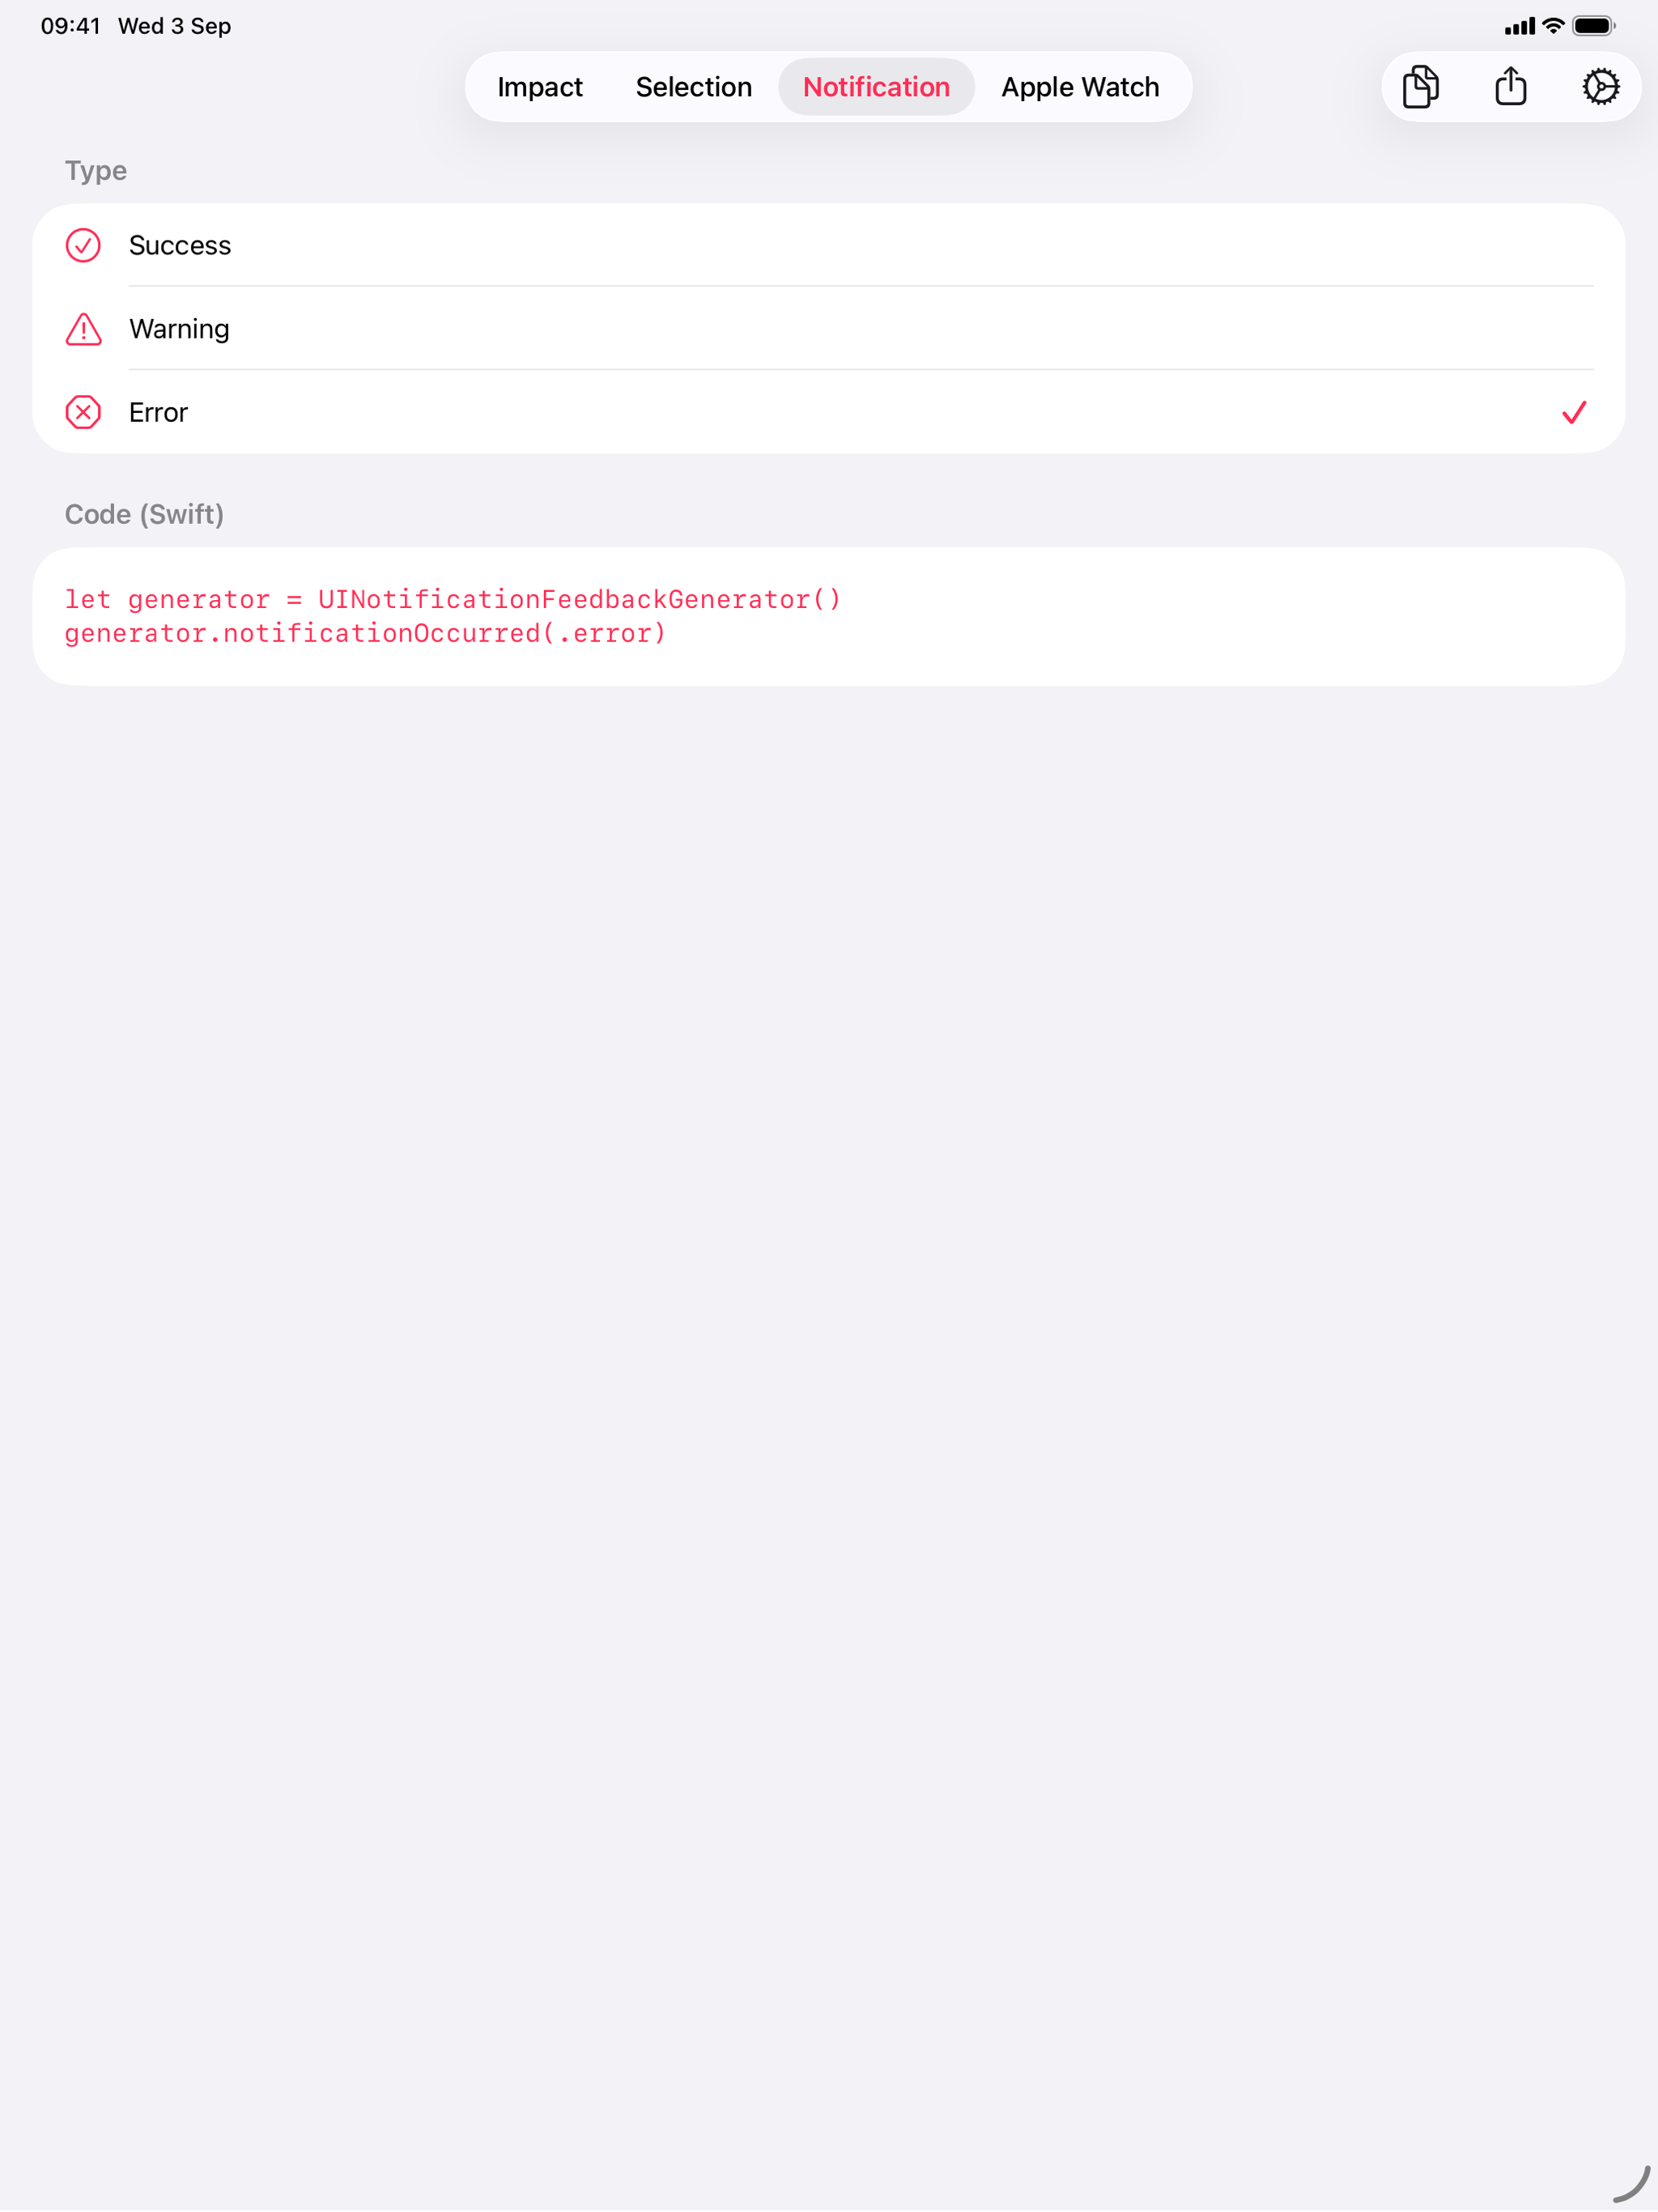 09:41 Wed 3 Sep
Impact Selection Notification Apple Watch
Type
Success
Warning
Error
Code (Swift)
let generator = UINotificationFeedbackGenerator()
generator.notificationOccurred(.error)